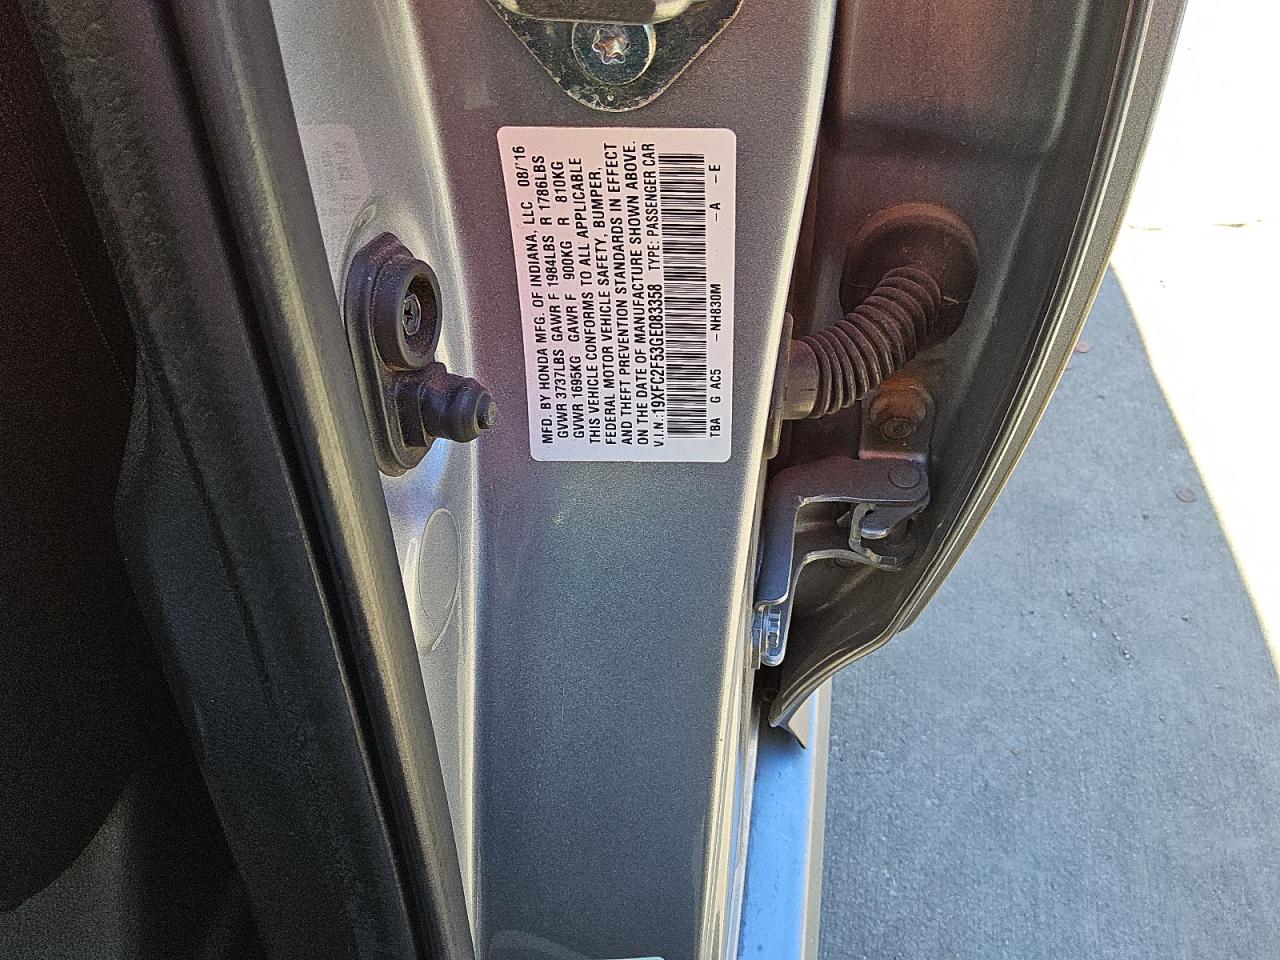 MFD. BY HONDA MFG. OF INDIANA, LLC 08/'16
GVWR 3737LBS GAWR F 1984LBS R 1786LBS
GVWR 1695KG GAWR F 900KG R 810KG
THIS VEHICLE CONFORMS TO ALL APPLICABLE
FEDERAL MOTOR VEHICLE SAFETY, BUMPER,
AND THEFT PREVENTION STANDARDS IN EFFECT
ON THE DATE OF MANUFACTURE SHOWN ABOVE.
V.I.N.:19XFC2F53GE083358 TYPE: PASSENGER CAR
TBA G AC5 -NH830M -A -E